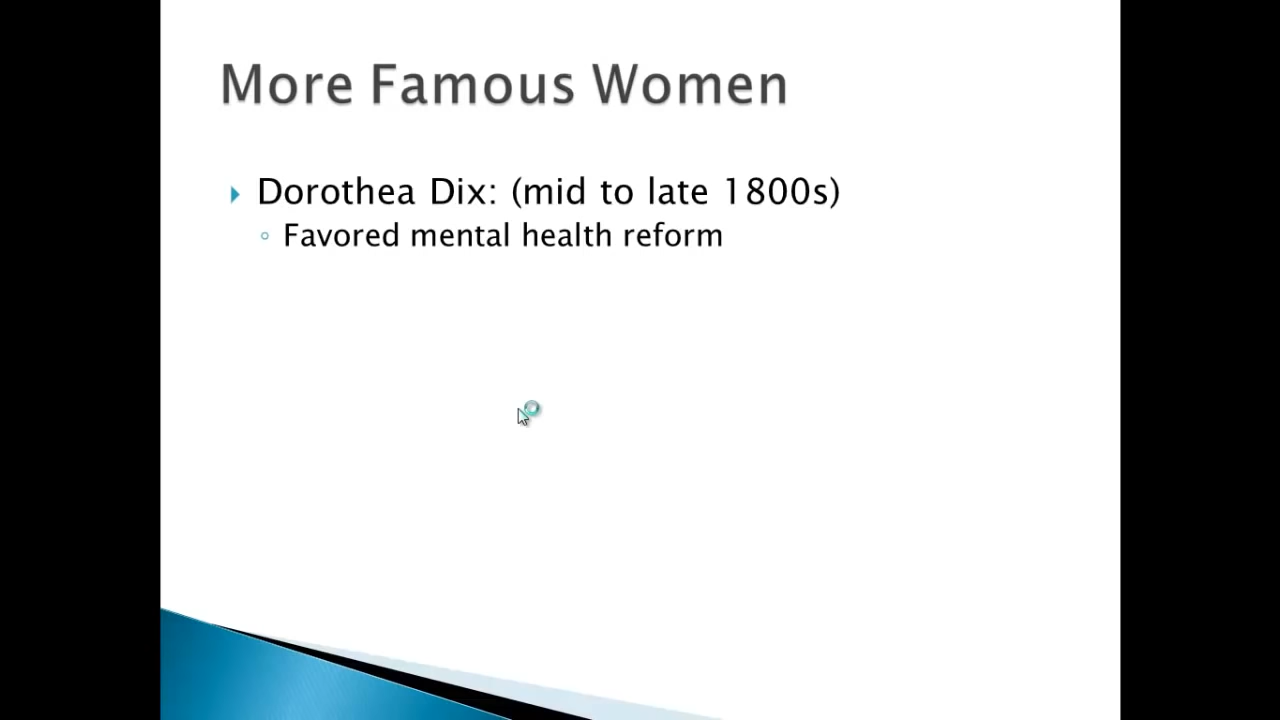 More Famous Women
Dorothea Dix: (mid to late 1800s)
Favored mental health reform